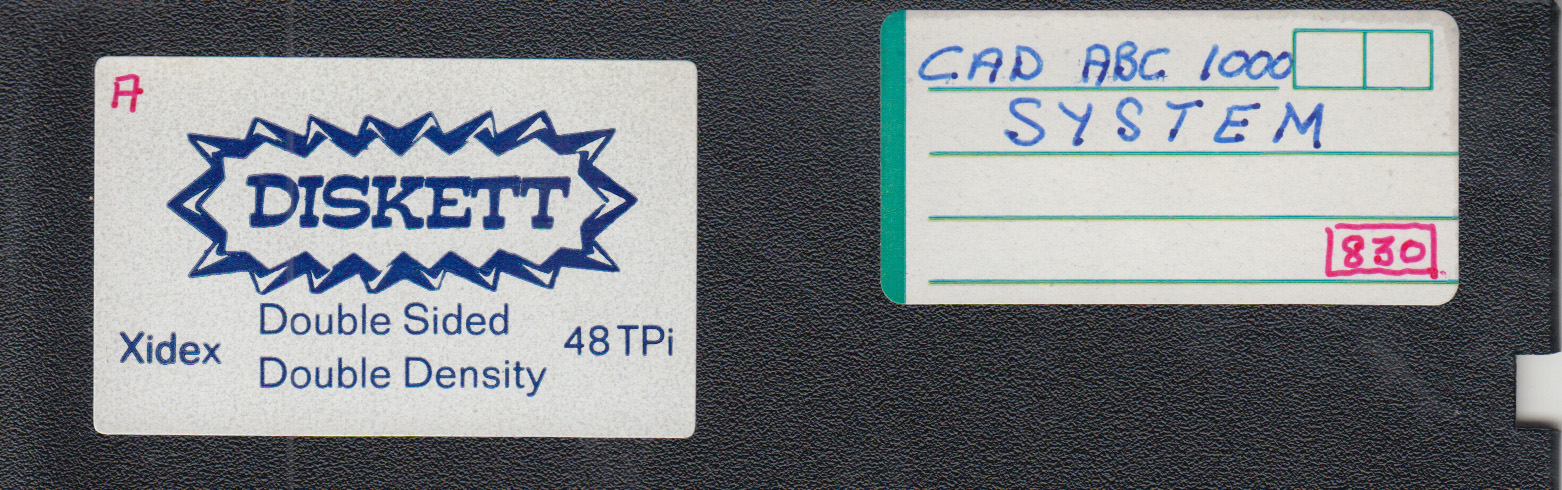 A
DISKETT
Xidex
Double Sided
Double Density
48 TPi
CAD ABC 1000
SYSTEM
830